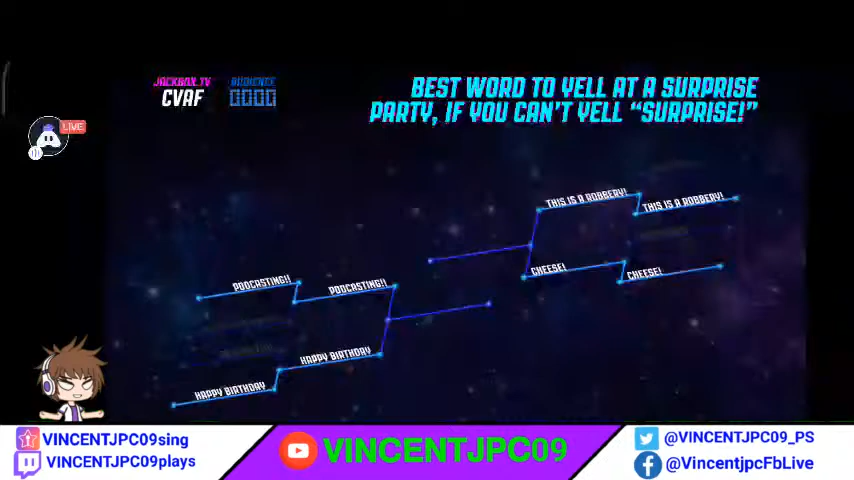 JACKBOX.TV
CVAF
AUDIENCE
BEST WORD TO YELL AT A SURPRISE
PARTY, IF YOU CAN'T YELL "SURPRISE!"
LIVE
THIS IS A ROBBERY!
THIS IS A ROBBERY!
CHEESE!
CHEESE!
PODCASTING!!
PODCASTING!!
HAPPY BIRTHDAY
HAPPY BIRTHDAY
VINCENTJPC09sing
VINCENTJPC09plays
VINCENTJPC09
@VINCENTJPC09_PS
@VincentjpcFbLive